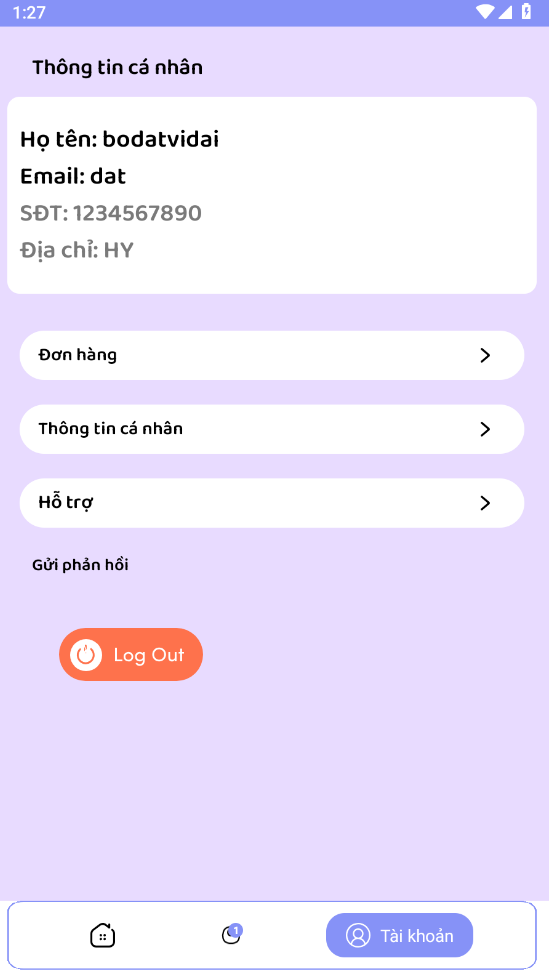 1:27
Thông tin cá nhân
Họ tên: bodatvidai
Email: dat
SĐT: 1234567890
Địa chỉ: HY
Đơn hàng
Thông tin cá nhân
Hỗ trợ
Gửi phản hồi
Log Out
1
Tài khoản